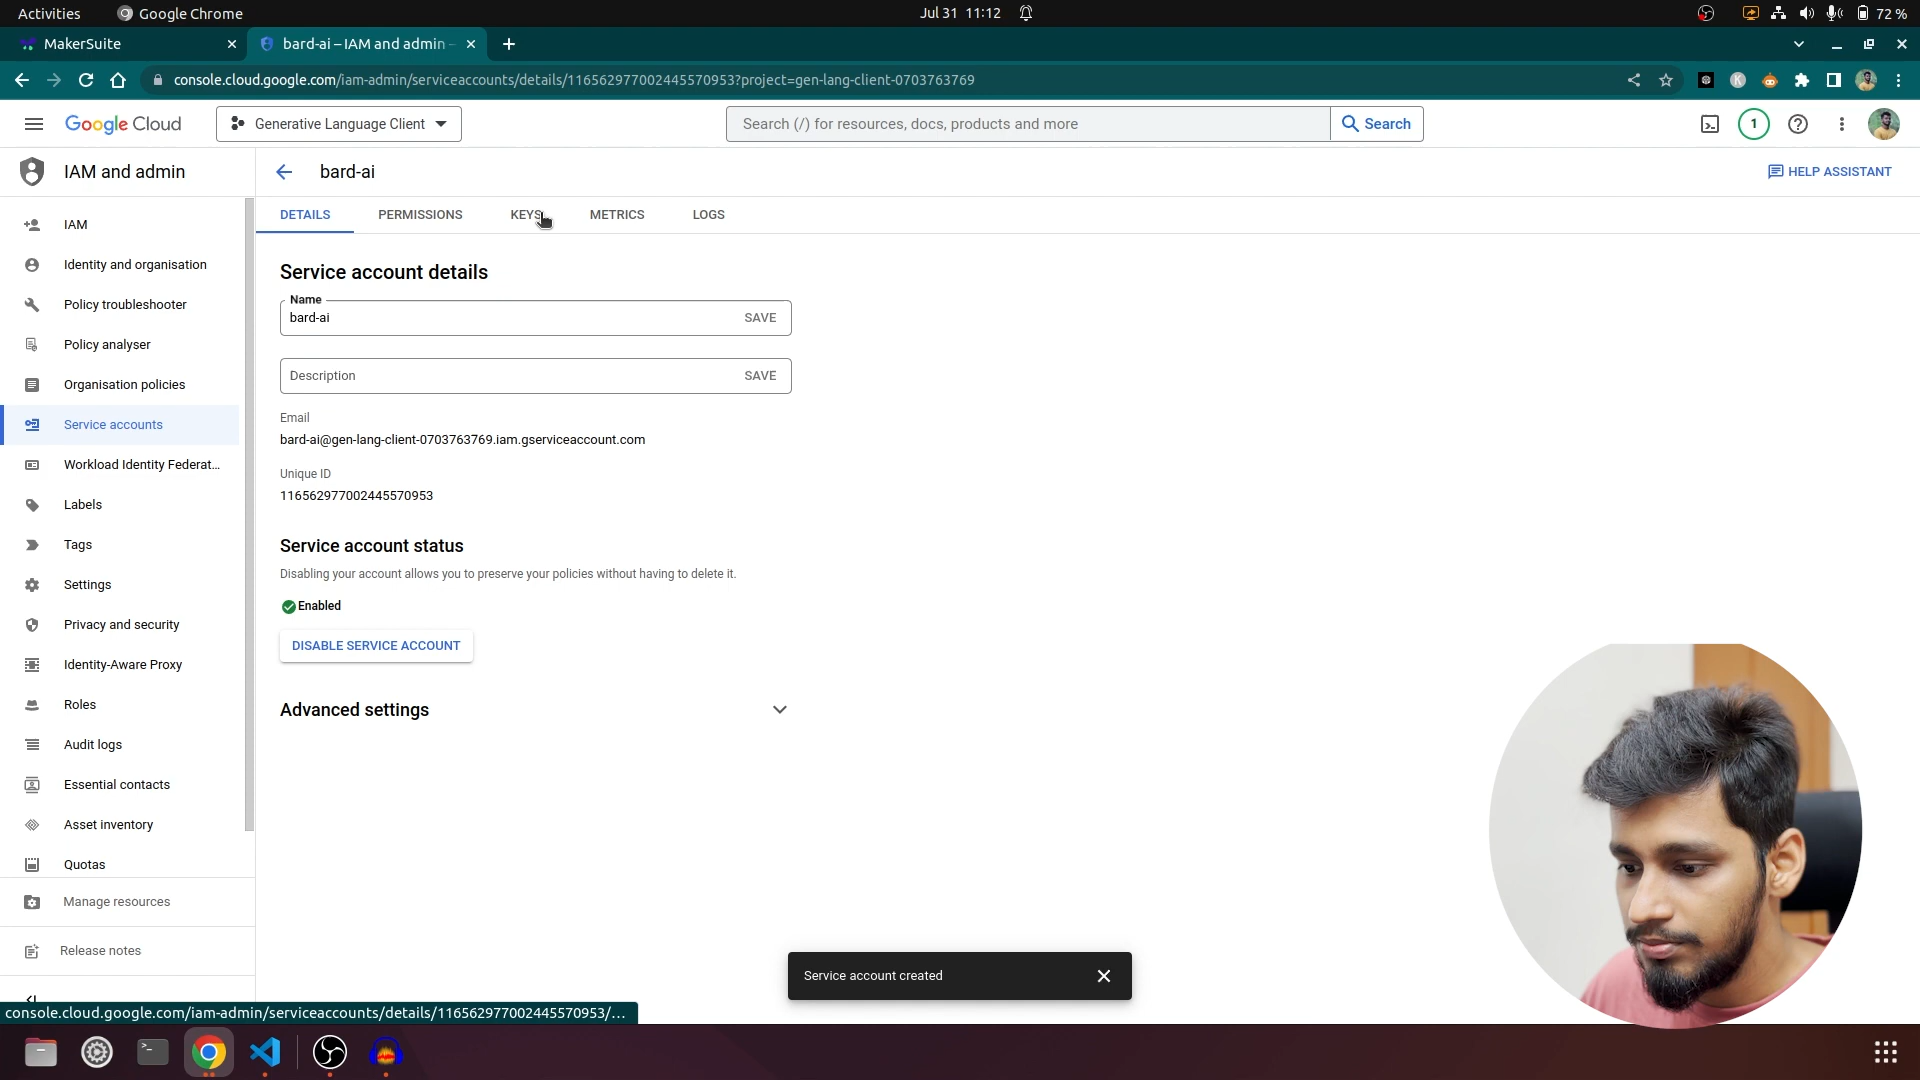 Activities
Google Chrome
Jul 31 11:12
72 %
MakerSuite
bard-ai – IAM and admin –
console.cloud.google.com/iam-admin/serviceaccounts/details/116562977002445570953?project=gen-lang-client-0703763769
Google Cloud
Generative Language Client
Search (/) for resources, docs, products and more
Search
1
IAM and admin
bard-ai
HELP ASSISTANT
DETAILS
PERMISSIONS
KEYS
METRICS
LOGS
IAM
Identity and organisation
Policy troubleshooter
Policy analyser
Organisation policies
Service accounts
Workload Identity Federat...
Labels
Tags
Settings
Privacy and security
Identity-Aware Proxy
Roles
Audit logs
Essential contacts
Asset inventory
Quotas
Manage resources
Release notes
Service account details
Name
bard-ai
SAVE
Description
SAVE
Email
bard-ai@gen-lang-client-0703763769.iam.gserviceaccount.com
Unique ID
116562977002445570953
Service account status
Disabling your account allows you to preserve your policies without having to delete it.
Enabled
DISABLE SERVICE ACCOUNT
Advanced settings
Service account created
console.cloud.google.com/iam-admin/serviceaccounts/details/116562977002445570953/...